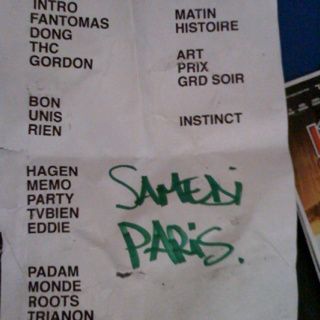 INTRO
FANTOMAS
DONG
THC
GORDON
BON
UNIS
RIEN
HAGEN
MEMO
PARTY
TVBIEN
EDDIE
PADAM
MONDE
ROOTS
TRIANON
MATIN
HISTOIRE
ART
PRIX
GRD SOIR
INSTINCT
SAMEDi
PARiS.